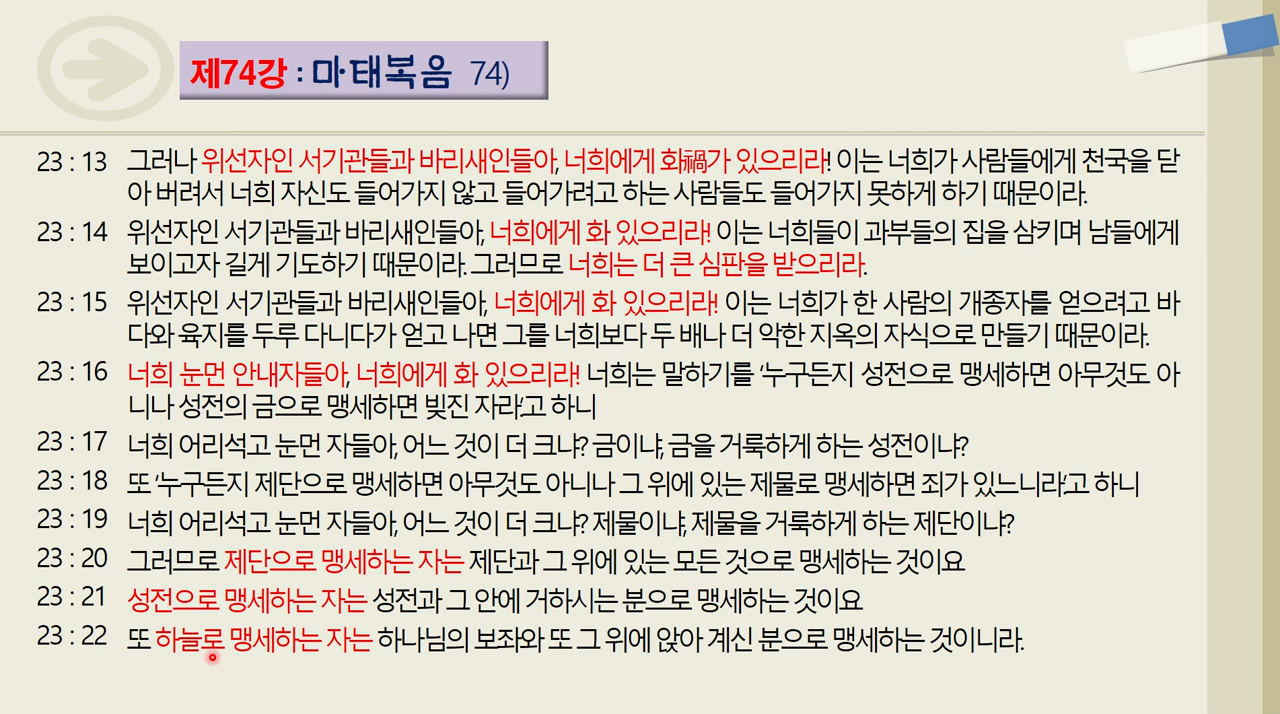 제74강 : 마태복음 74)
23 : 13 그러나 위선자인 서기관들과 바리새인들아, 너희에게 화禍가 있으리라! 이는 너희가 사람들에게 천국을 닫
아 버려서 너희 자신도 들어가지 않고 들어가려고 하는 사람들도 들어가지 못하게 하기 때문이라.
23 : 14 위선자인 서기관들과 바리새인들아, 너희에게 화 있으리라! 이는 너희들이 과부들의 집을 삼키며 남들에게
보이고자 길게 기도하기 때문이라. 그러므로 너희는 더 큰 심판을 받으리라.
23 : 15 위선자인 서기관들과 바리새인들아, 너희에게 화 있으리라! 이는 너희가 한 사람의 개종자를 얻으려고 바
다와 육지를 두루 다니다가 얻고 나면 그를 너희보다 두 배나 더 악한 지옥의 자식으로 만들기 때문이라.
23 : 16 너희 눈먼 안내자들아, 너희에게 화 있으리라! 너희는 말하기를 ‘누구든지 성전으로 맹세하면 아무것도 아
니나 성전의 금으로 맹세하면 빚진 자라’고 하니
23 : 17 너희 어리석고 눈먼 자들아, 어느 것이 더 크냐? 금이냐, 금을 거룩하게 하는 성전이냐?
23 : 18 또 ‘누구든지 제단으로 맹세하면 아무것도 아니나 그 위에 있는 제물로 맹세하면 죄가 있느니라’고 하니
23 : 19 너희 어리석고 눈먼 자들아, 어느 것이 더 크냐? 제물이냐, 제물을 거룩하게 하는 제단이냐?
23 : 20 그러므로 제단으로 맹세하는 자는 제단과 그 위에 있는 모든 것으로 맹세하는 것이요
23 : 21 성전으로 맹세하는 자는 성전과 그 안에 거하시는 분으로 맹세하는 것이요
23 : 22 또 하늘로 맹세하는 자는 하나님의 보좌와 또 그 위에 앉아 계신 분으로 맹세하는 것이니라.